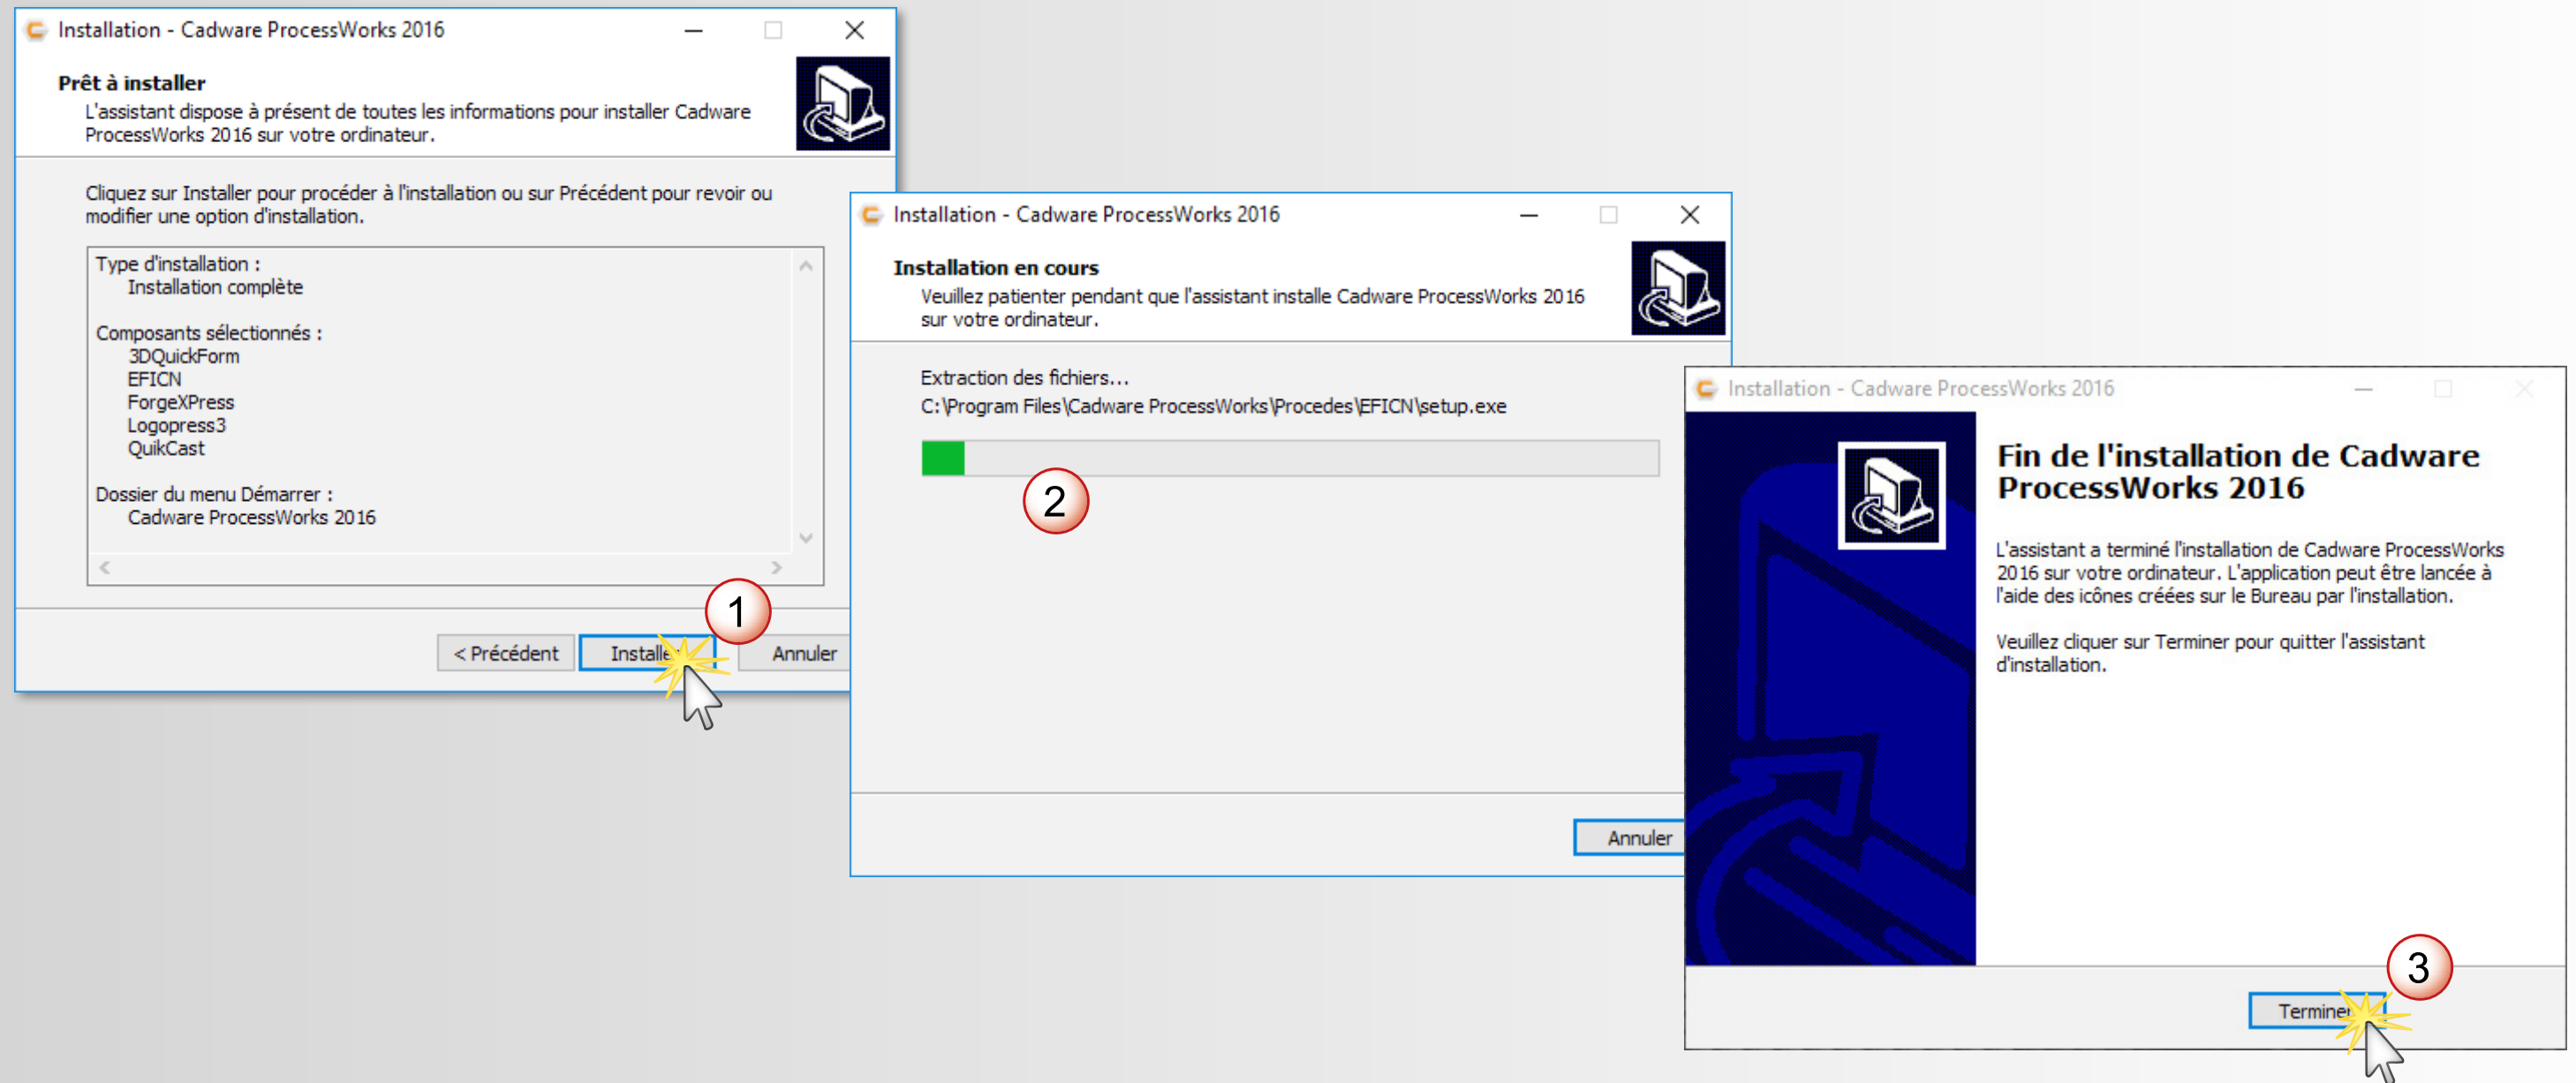 Installation - Cadware ProcessWorks 2016
Prêt à installer
L'assistant dispose à présent de toutes les informations pour installer Cadware
ProcessWorks 2016 sur votre ordinateur.
Cliquez sur Installer pour procéder à l'installation ou sur Précédent pour revoir ou
modifier une option d'installation.
Type d'installation :
Installation complète
Composants sélectionnés :
3DQuickForm
EFICN
ForgeXPress
Logopress3
QuikCast
Dossier du menu Démarrer :
Cadware ProcessWorks 2016
1
< Précédent
Installer
Annuler
Installation - Cadware ProcessWorks 2016
Installation en cours
Veuillez patienter pendant que l'assistant installe Cadware ProcessWorks 2016
sur votre ordinateur.
Extraction des fichiers...
C:\Program Files\Cadware ProcessWorks\Procedes\EFICN\setup.exe
2
Annuler
Installation - Cadware ProcessWorks 2016
Fin de l'installation de Cadware
ProcessWorks 2016
L'assistant a terminé l'installation de Cadware ProcessWorks
2016 sur votre ordinateur. L'application peut être lancée à
l'aide des icônes créées sur le Bureau par l'installation.
Veuillez cliquer sur Terminer pour quitter l'assistant
d'installation.
3
Terminer